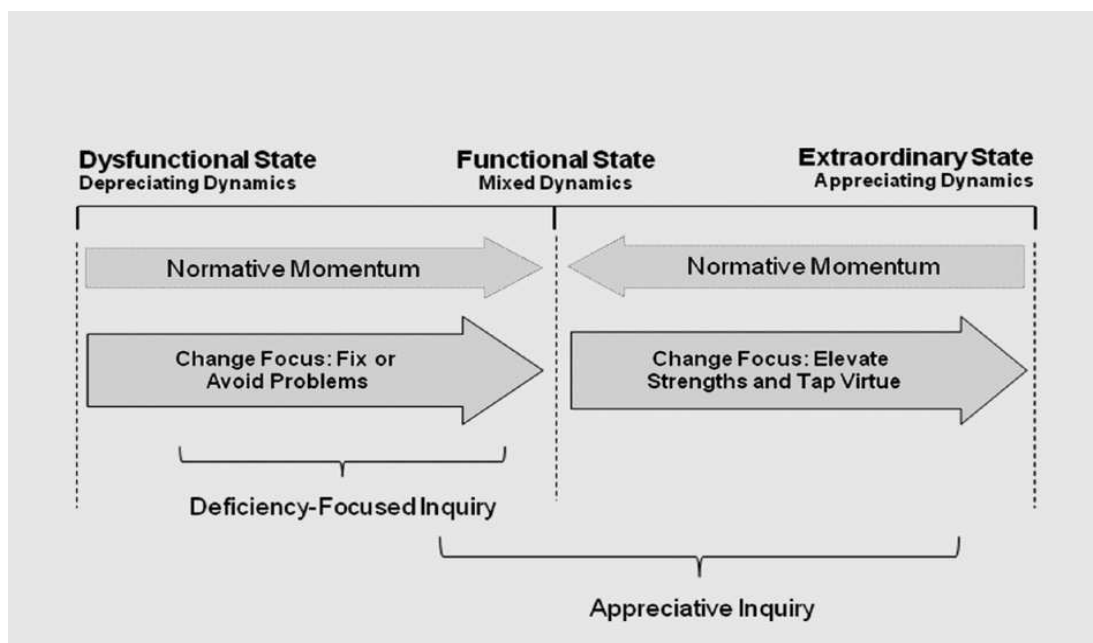 Dysfunctional State
Depreciating Dynamics
Functional State
Mixed Dynamics
Extraordinary State
Appreciating Dynamics
Normative Momentum
Normative Momentum
Change Focus: Fix or
Avoid Problems
Change Focus: Elevate
Strengths and Tap Virtue
Deficiency-Focused Inquiry
Appreciative Inquiry